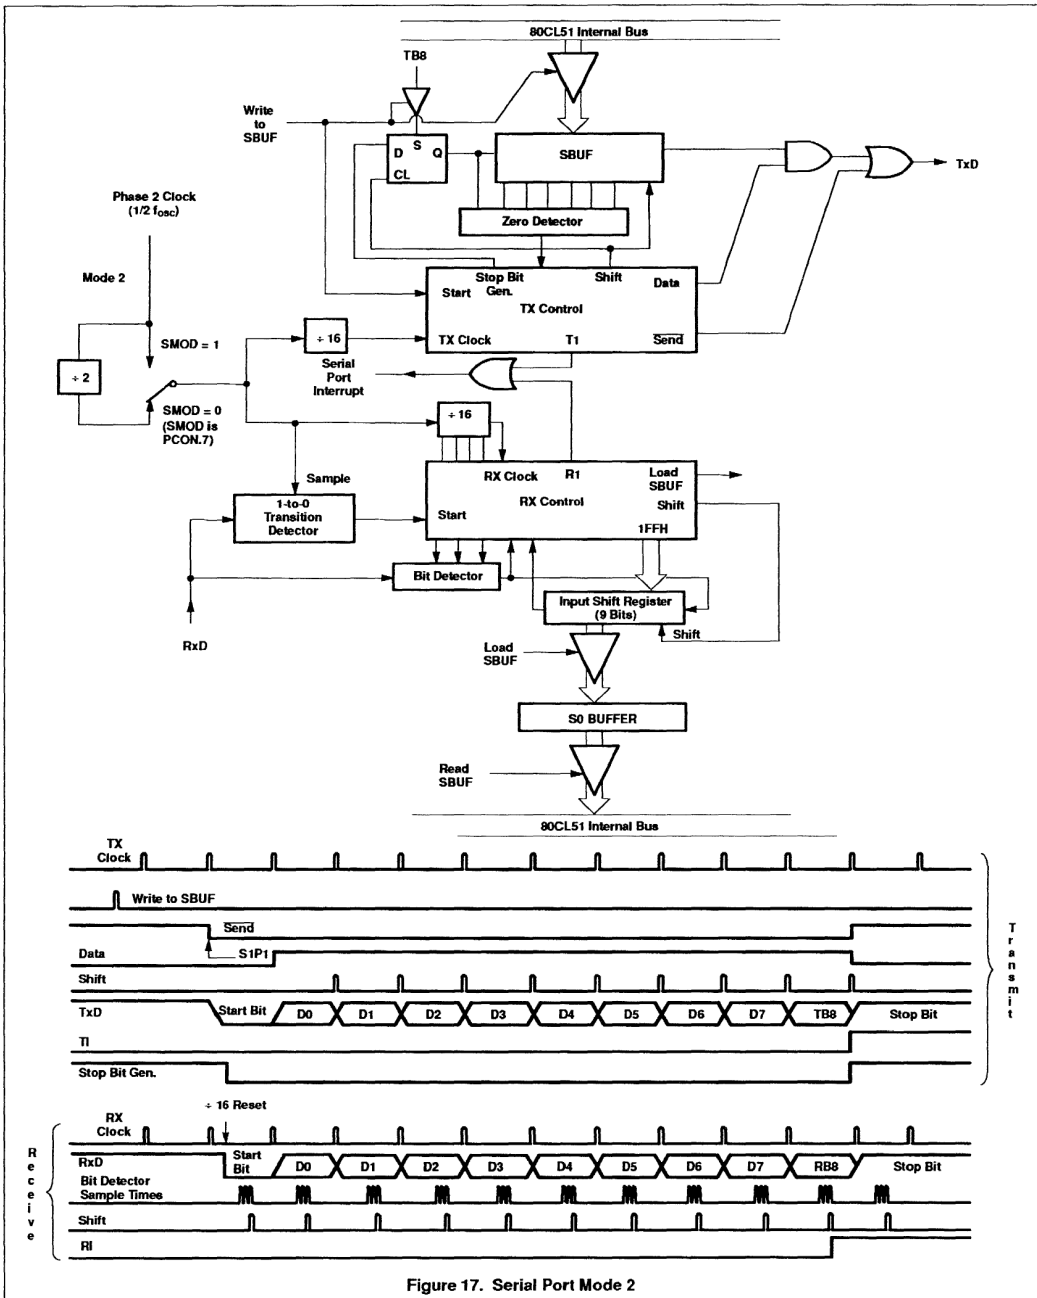 80CL51 Internal Bus
TB8
Write
to
SBUF
S
D
Q
CL
SBUF
TxD
Phase 2 Clock
(1/2 fosc)
Zero Detector
Mode 2
Stop Bit
Gen.
Shift
Data
Start
TX Control
SMOD = 1
÷ 16
TX Clock
T1
Send
÷ 2
Serial
Port
Interrupt
SMOD = 0
(SMOD is
PCON.7)
÷ 16
Sample
RX Clock
R1
Load
SBUF
RX Control
Shift
1-to-0
Transition
Detector
Start
1FFH
Bit Detector
Input Shift Register
(9 Bits)
Shift
RxD
Load
SBUF
S0 BUFFER
Read
SBUF
80CL51 Internal Bus
TX
Clock
Write to SBUF
Send
Data
S1P1
Shift
TxD
Start Bit
D0
D1
D2
D3
D4
D5
D6
D7
TB8
Stop Bit
TI
Stop Bit Gen.
Transmit
÷ 16 Reset
RX
Clock
RxD
Start
Bit
D0
D1
D2
D3
D4
D5
D6
D7
RB8
Stop Bit
Bit Detector
Sample Times
Shift
RI
Receive
Figure 17. Serial Port Mode 2